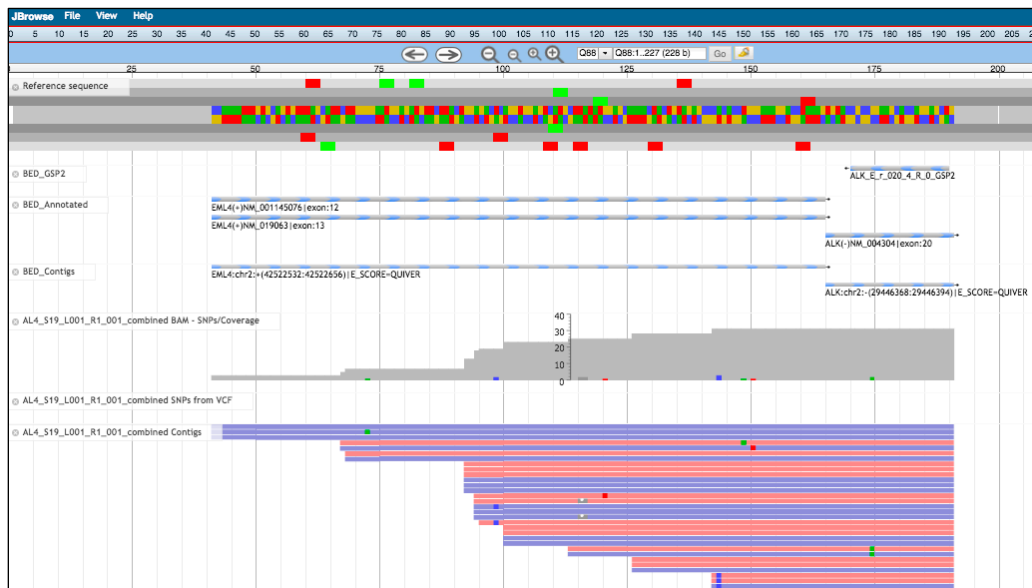 JBrowse File View Help
0 5 10 15 20 25 30 35 40 45 50 55 60 65 70 75 80 85 90 95 100 105 110 115 120 125 130 135 140 145 150 155 160 165 170 175 180 185 190 195 200 205
Q88 Q88:1..227 (228 b) Go
25 50 75 100 125 150 175 200
Reference sequence
BED_GSP2
ALK_E_r_020_4_R_0_GSP2
BED_Annotated
EML4(+)NM_001145076|exon:12
EML4(+)NM_019063|exon:13
ALK(-)NM_004304|exon:20
BED_Contigs
EML4:chr2:+(42522532:42522656)|E_SCORE=QUIVER
ALK:chr2:-(29446368:29446394)|E_SCORE=QUIVER
AL4_S19_L001_R1_001_combined BAM - SNPs/Coverage
40
30
20
10
0
AL4_S19_L001_R1_001_combined SNPs from VCF
AL4_S19_L001_R1_001_combined Contigs